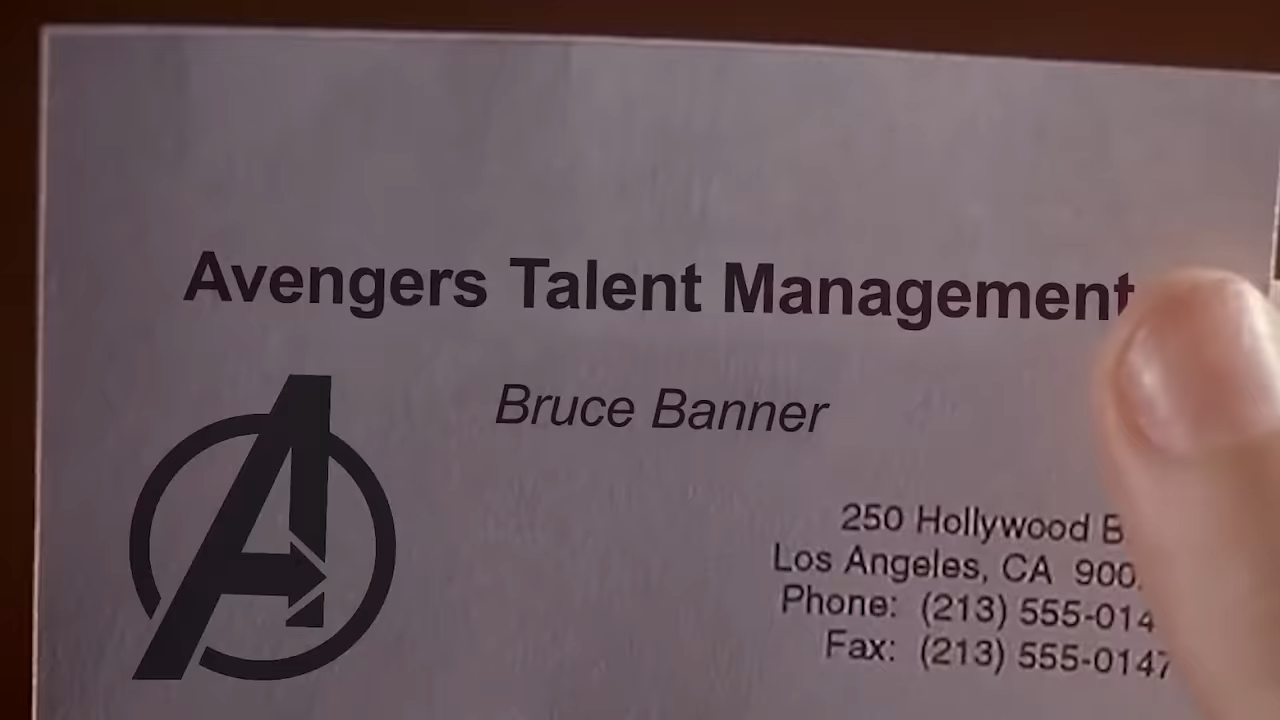 Avengers Talent Management
Bruce Banner
250 Hollywood
Los Angeles, CA
Phone: (213)
Fax: (213) 555-0147